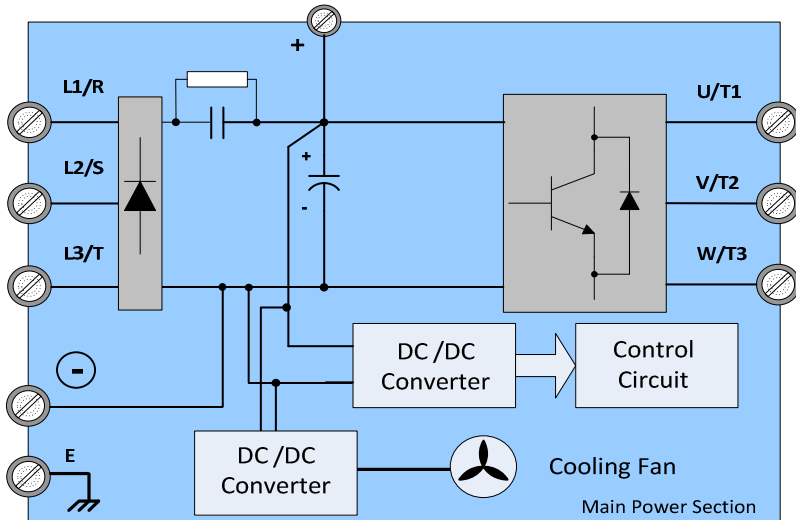 +
L1/R
U/T1
L2/S
+
V/T2
-
L3/T
W/T3
DC /DC
Converter
Control
Circuit
-
E
DC /DC
Converter
Cooling Fan
Main Power Section